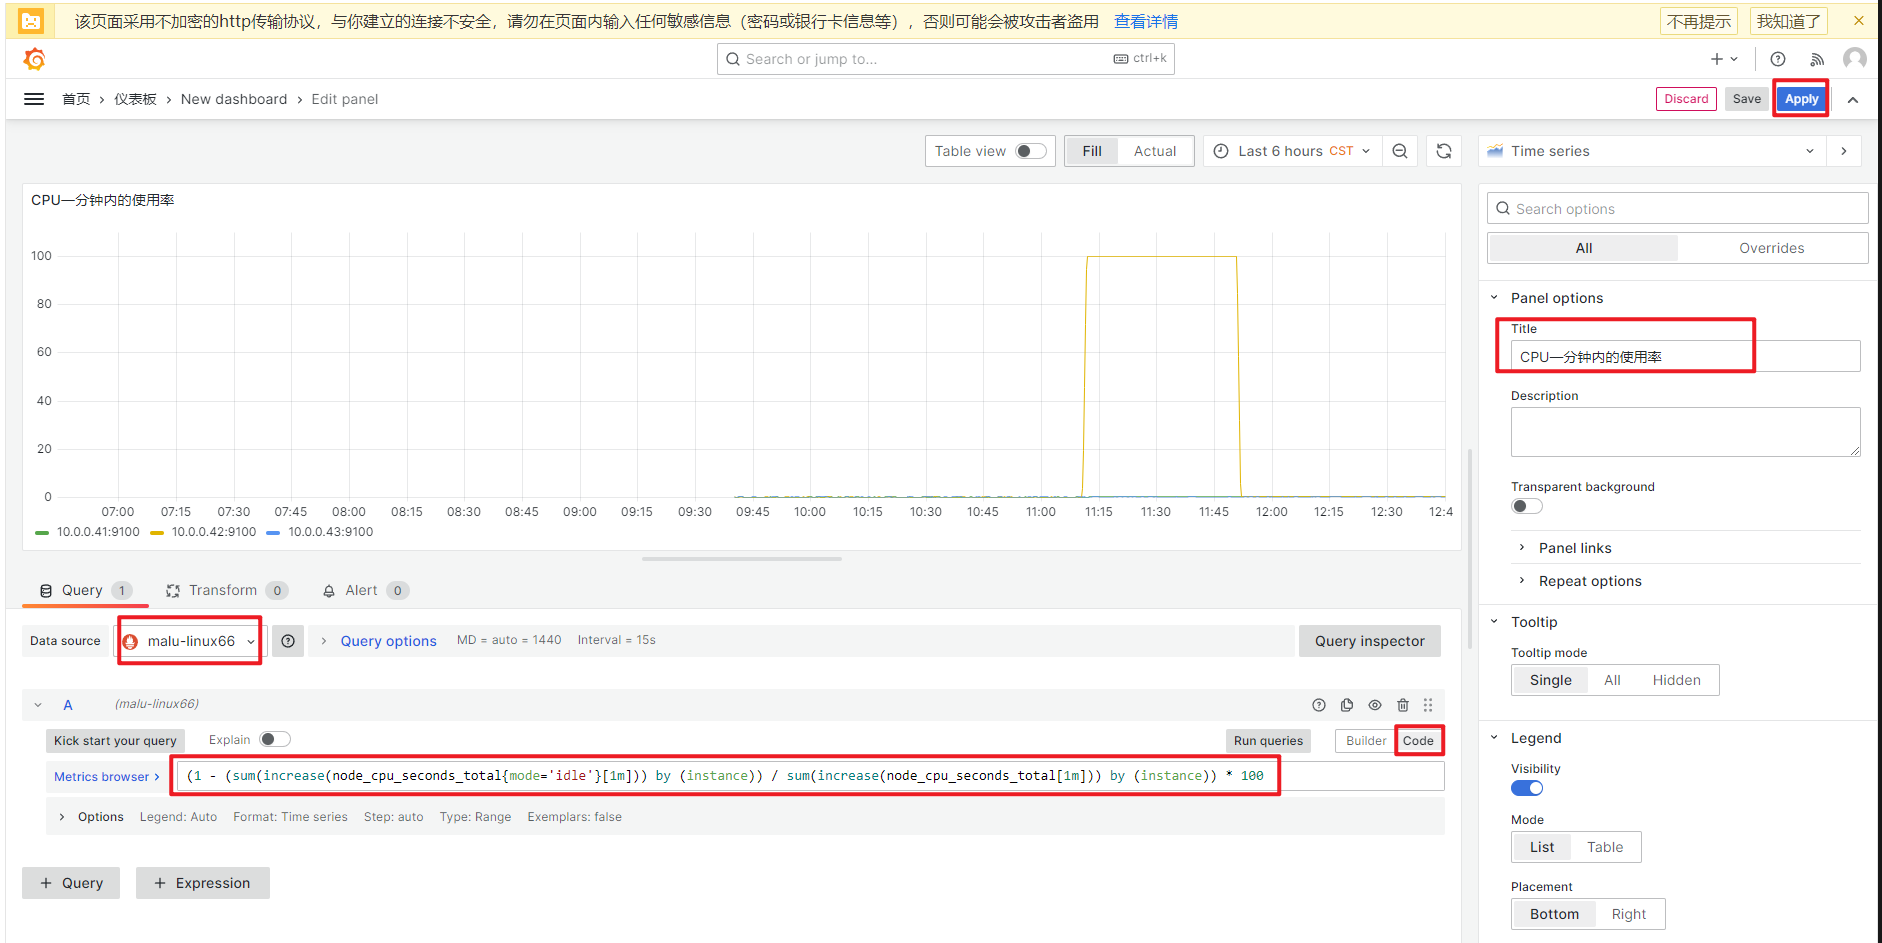 该页面采用不加密的http传输协议，与你建立的连接不安全，请勿在页面内输入任何敏感信息（密码或银行卡信息等），否则可能会被攻击者盗用 查看详情 不再提示 我知道了
Search or jump to... ctrl+k
首页 › 仪表板 › New dashboard › Edit panel Discard Save Apply
Table view Fill Actual Last 6 hours CST Time series
CPU一分钟内的使用率
100
80
60
40
20
0
07:00 07:15 07:30 07:45 08:00 08:15 08:30 08:45 09:00 09:15 09:30 09:45 10:00 10:15 10:30 10:45 11:00 11:15 11:30 11:45 12:00 12:15 12:30 12:4
10.0.0.41:9100 10.0.0.42:9100 10.0.0.43:9100
Search options
All Overrides
Panel options
Title
CPU一分钟内的使用率
Description
Transparent background
Panel links
Repeat options
Tooltip
Tooltip mode
Single All Hidden
Legend
Visibility
Mode
List Table
Placement
Bottom Right
Query 1 Transform 0 Alert 0
Data source malu-linux66 Query options MD = auto = 1440 Interval = 15s Query inspector
A (malu-linux66)
Kick start your query Explain Run queries Builder Code
Metrics browser › (1 - (sum(increase(node_cpu_seconds_total{mode='idle'}[1m])) by (instance)) / sum(increase(node_cpu_seconds_total[1m])) by (instance)) * 100
Options Legend: Auto Format: Time series Step: auto Type: Range Exemplars: false
+ Query + Expression